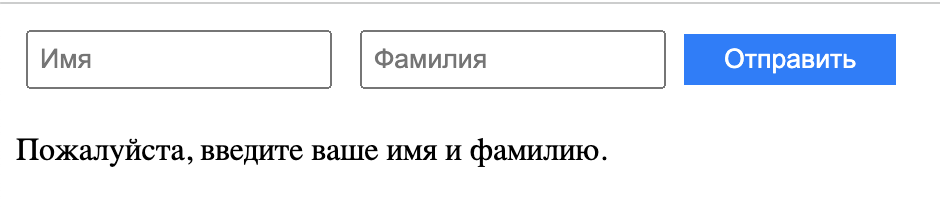 Имя Фамилия Отправить
Пожалуйста, введите ваше имя и фамилию.